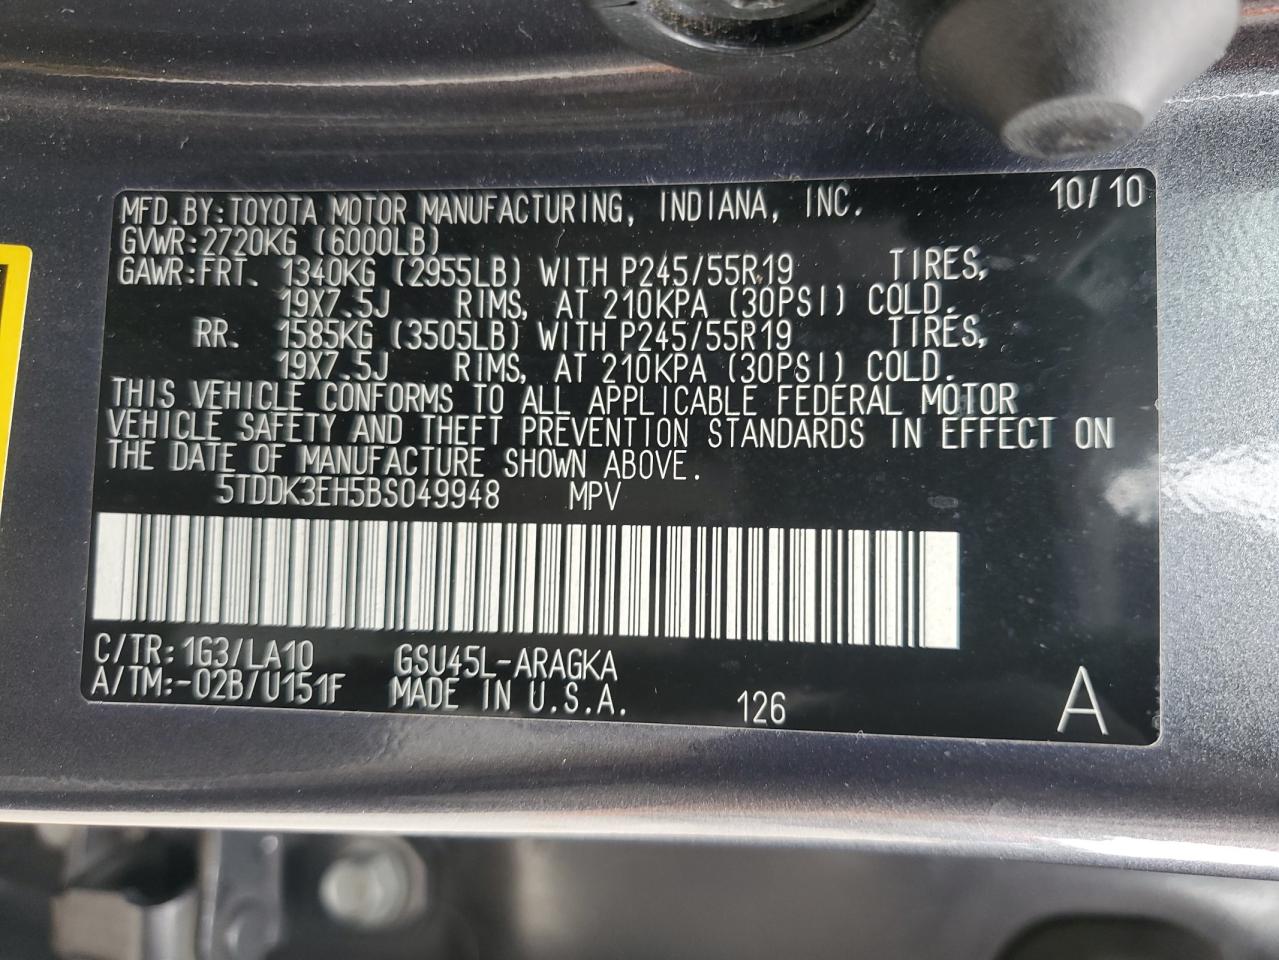 MFD.BY:TOYOTA MOTOR MANUFACTURING, INDIANA, INC. 10/10
GVWR:2720KG (6000LB)
GAWR:FRT. 1340KG (2955LB) WITH P245/55R19 TIRES,
19X7.5J RIMS, AT 210KPA (30PSI) COLD.
RR. 1585KG (3505LB) WITH P245/55R19 TIRES,
19X7.5J RIMS, AT 210KPA (30PSI) COLD.
THIS VEHICLE CONFORMS TO ALL APPLICABLE FEDERAL MOTOR
VEHICLE SAFETY AND THEFT PREVENTION STANDARDS IN EFFECT ON
THE DATE OF MANUFACTURE SHOWN ABOVE.
5TDDK3EH5BS049948 MPV
C/TR:1G3/LA10 GSU45L-ARAGKA
A/TM:-02B/U151F MADE IN U.S.A. 126 A